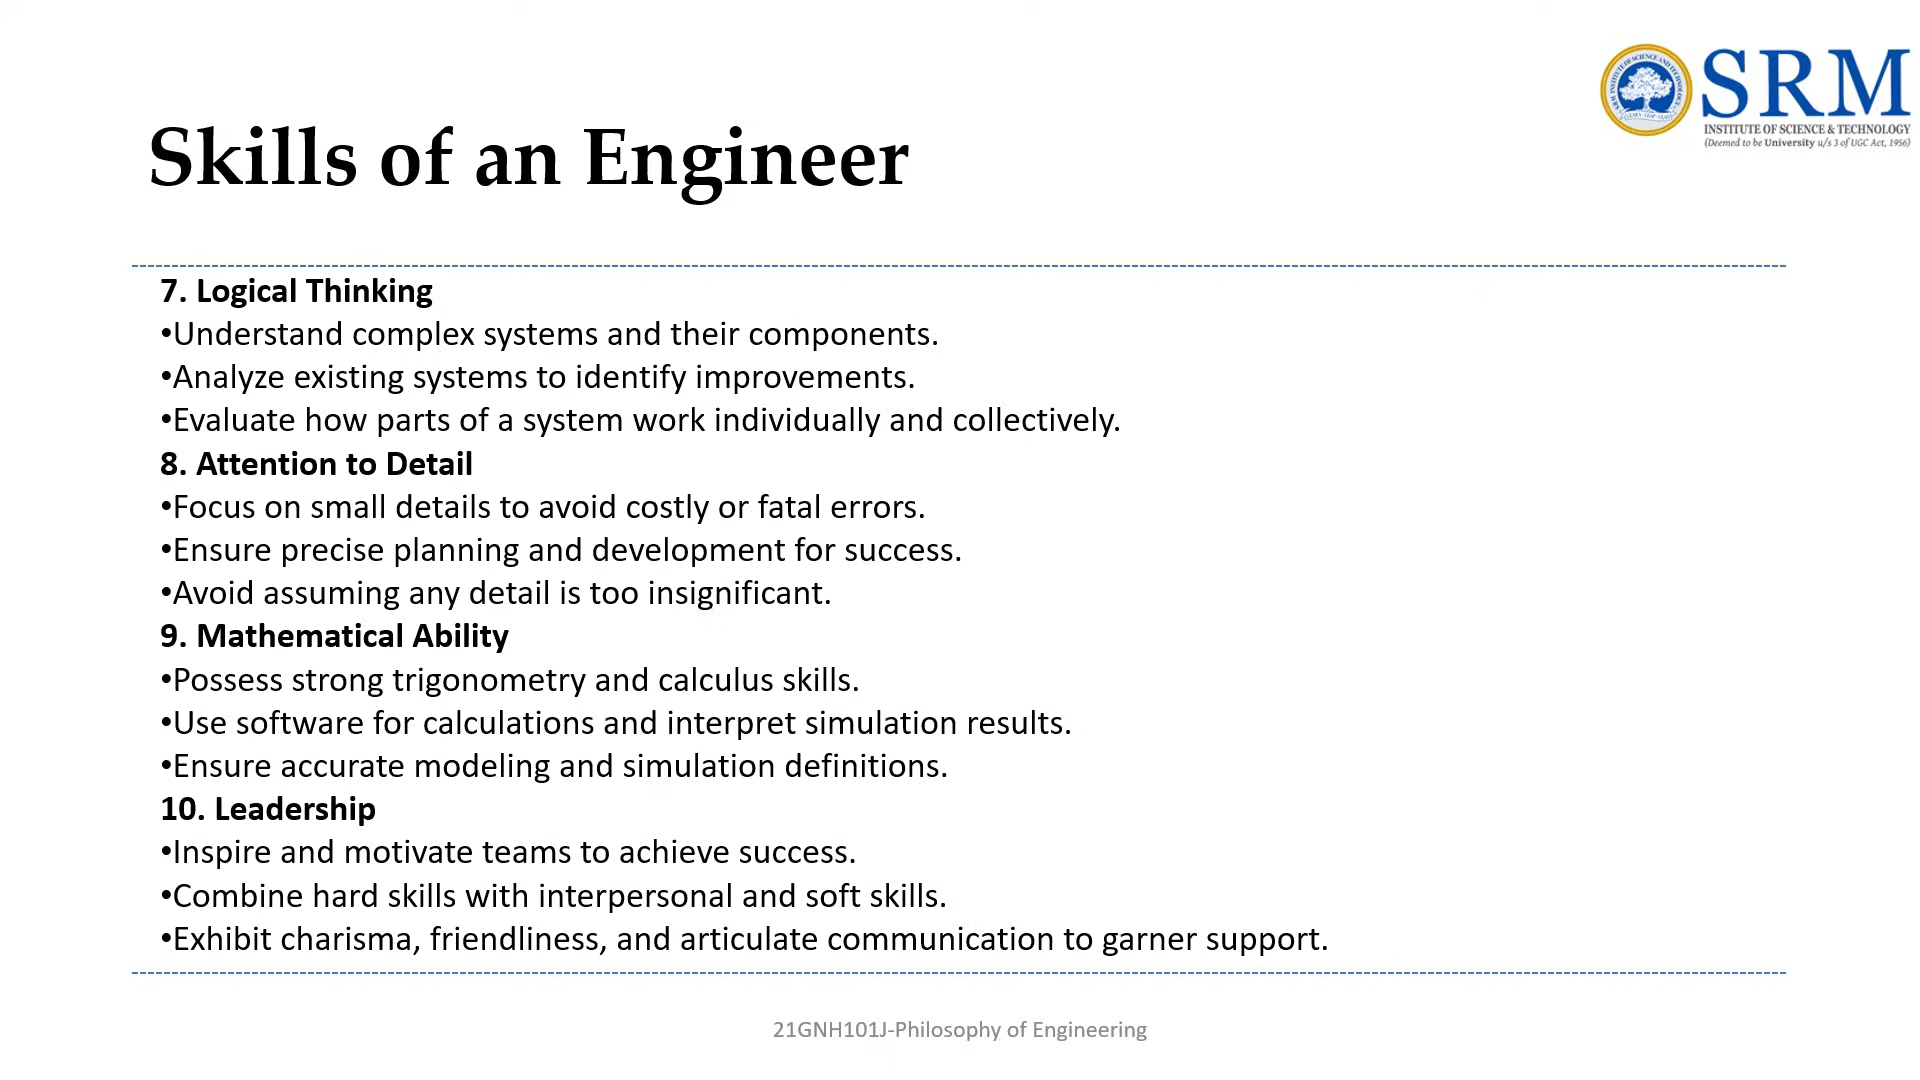 SRM
INSTITUTE OF SCIENCE & TECHNOLOGY
(Deemed to be University u/s 3 of UGC Act, 1956)
Skills of an Engineer
7. Logical Thinking
•Understand complex systems and their components.
•Analyze existing systems to identify improvements.
•Evaluate how parts of a system work individually and collectively.
8. Attention to Detail
•Focus on small details to avoid costly or fatal errors.
•Ensure precise planning and development for success.
•Avoid assuming any detail is too insignificant.
9. Mathematical Ability
•Possess strong trigonometry and calculus skills.
•Use software for calculations and interpret simulation results.
•Ensure accurate modeling and simulation definitions.
10. Leadership
•Inspire and motivate teams to achieve success.
•Combine hard skills with interpersonal and soft skills.
•Exhibit charisma, friendliness, and articulate communication to garner support.
21GNH101J-Philosophy of Engineering